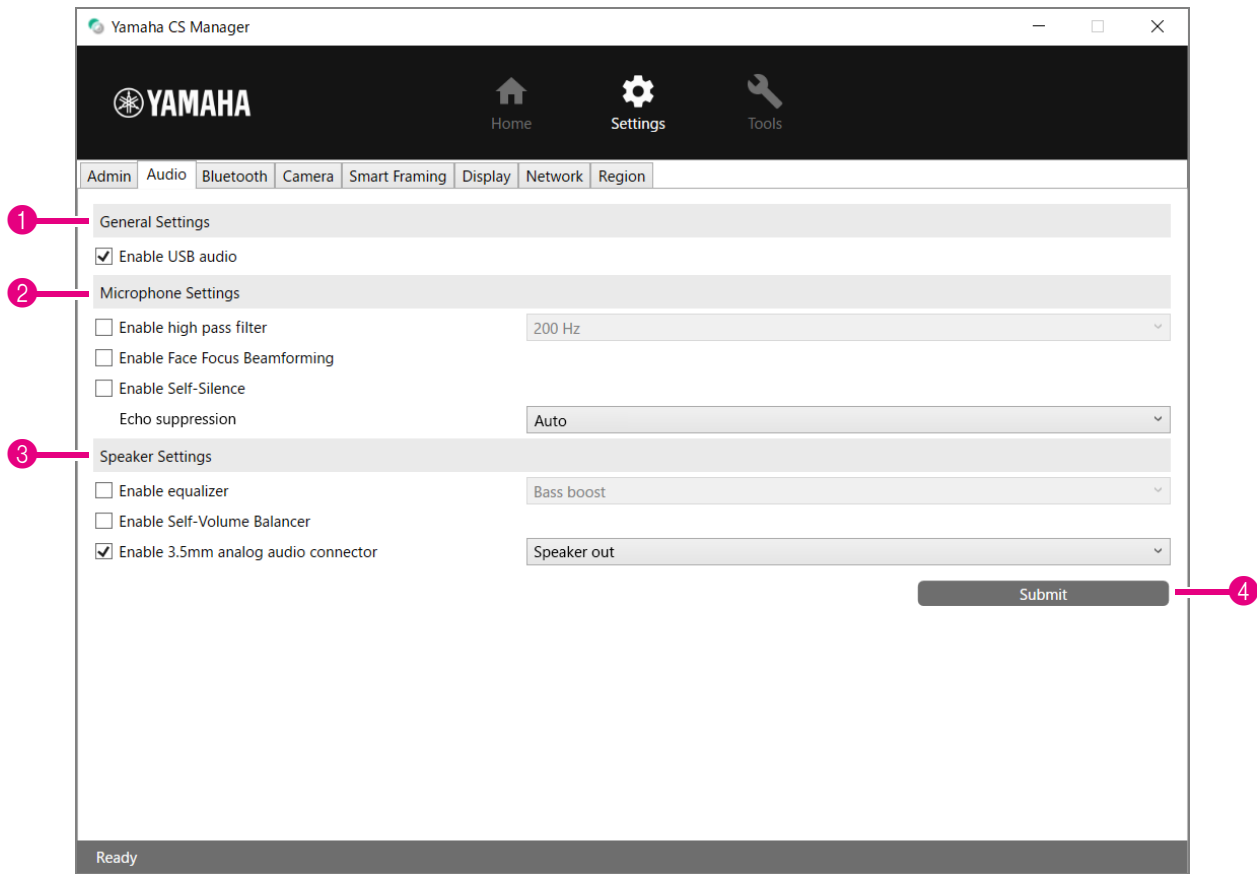 Yamaha CS Manager
YAMAHA
Home Settings Tools
Admin Audio Bluetooth Camera Smart Framing Display Network Region
1 General Settings
Enable USB audio
2 Microphone Settings
Enable high pass filter 200 Hz
Enable Face Focus Beamforming
Enable Self-Silence
Echo suppression Auto
3 Speaker Settings
Enable equalizer Bass boost
Enable Self-Volume Balancer
Enable 3.5mm analog audio connector Speaker out
Submit 4
Ready